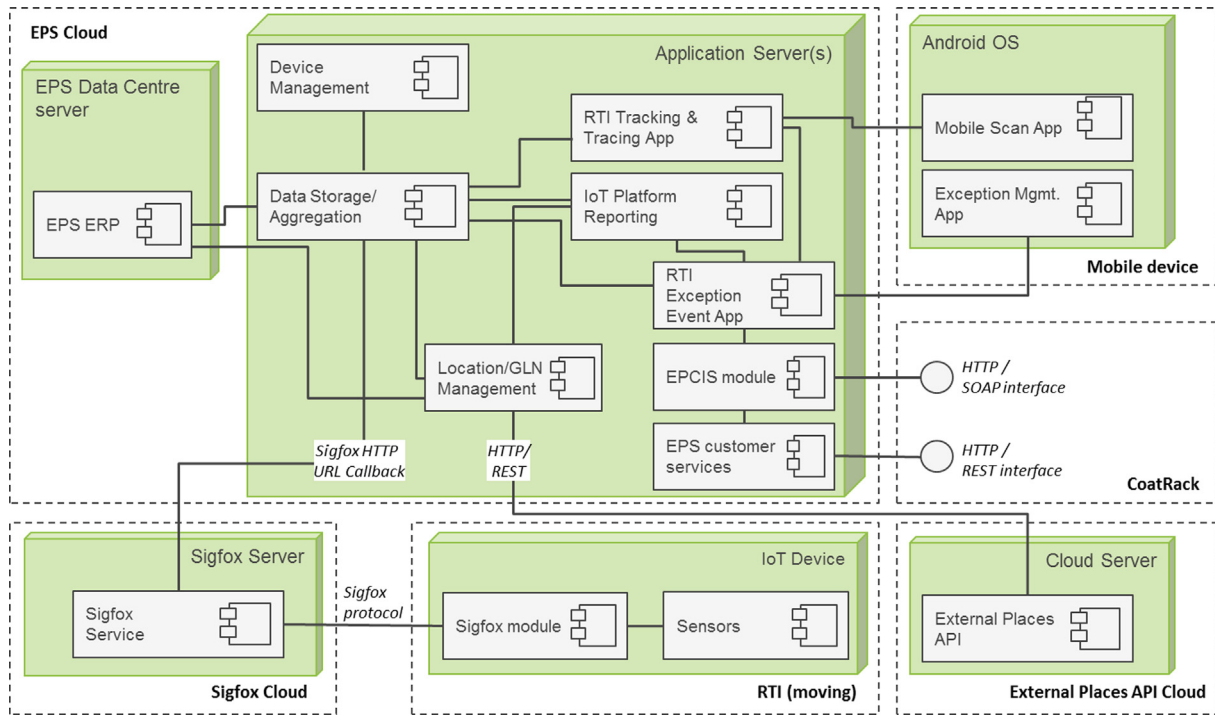 EPS Cloud
EPS Data Centre
server
EPS ERP
Application Server(s)
Device
Management
Data Storage/
Aggregation
RTI Tracking &
Tracing App
IoT Platform
Reporting
RTI
Exception
Event App
Location/GLN
Management
EPCIS module
EPS customer
services
Sigfox HTTP
URL Callback
HTTP/
REST
Android OS
Mobile Scan App
Exception Mgmt.
App
Mobile device
HTTP /
SOAP interface
HTTP /
REST interface
CoatRack
Sigfox Server
Sigfox
Service
Sigfox Cloud
Sigfox
protocol
IoT Device
Sigfox module
Sensors
RTI (moving)
Cloud Server
External Places
API
External Places API Cloud